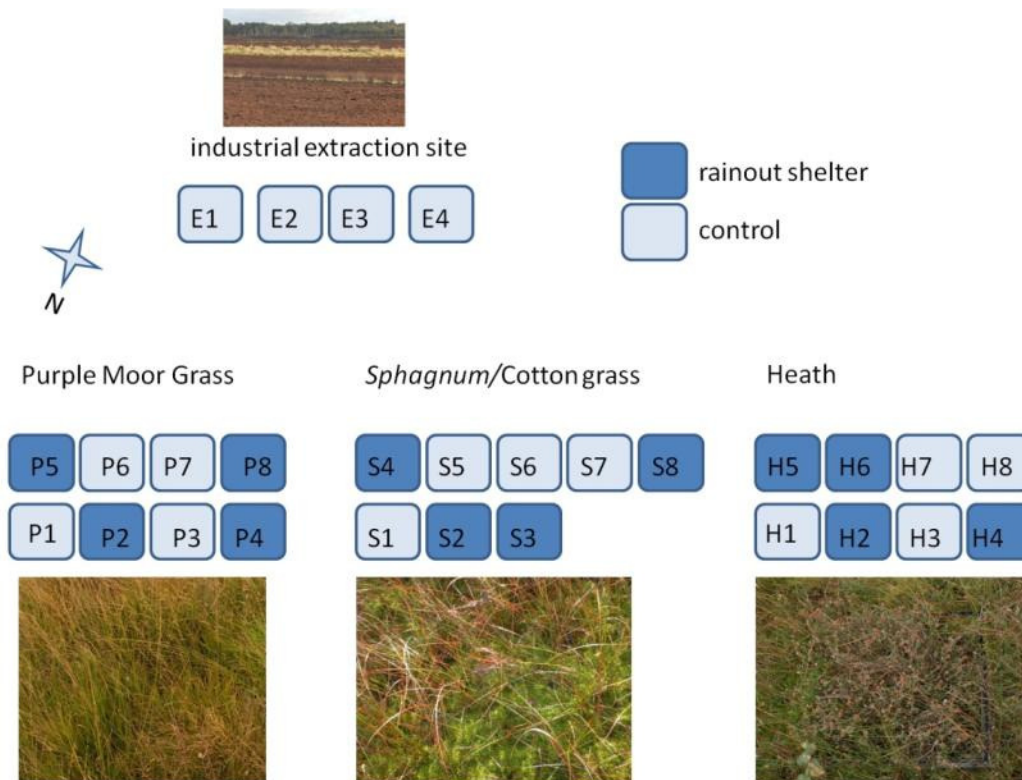 industrial extraction site
E1 E2 E3 E4
rainout shelter
control
N
Purple Moor Grass
Sphagnum/Cotton grass
Heath
P5 P6 P7 P8
S4 S5 S6 S7 S8
H5 H6 H7 H8
P1 P2 P3 P4
S1 S2 S3
H1 H2 H3 H4